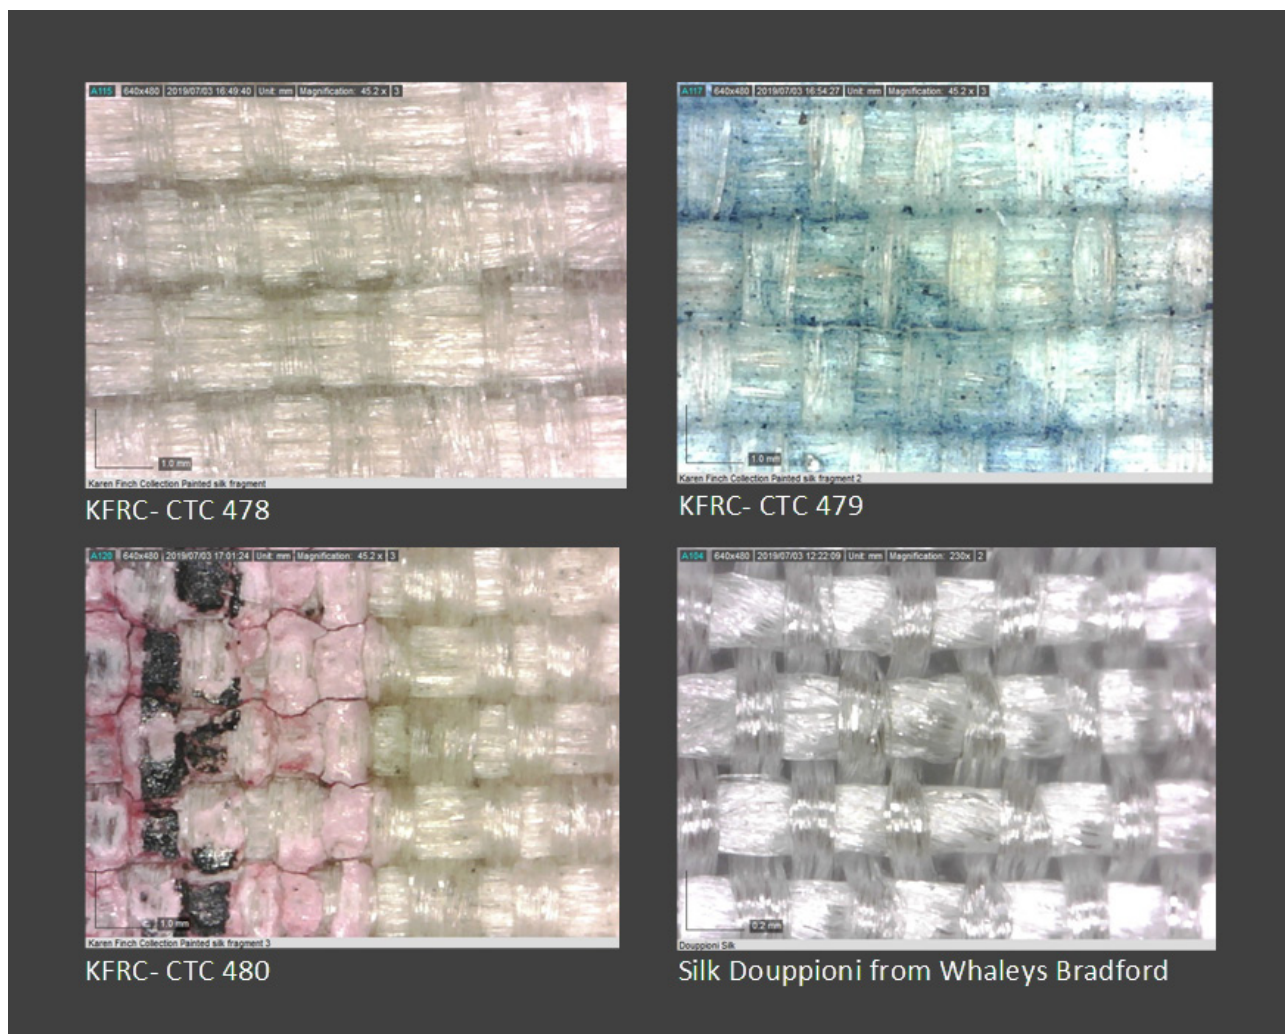 A115 640x480 2019/07/03 16:49:40 Unit: mm Magnification: 45.2 x 3
1.0 mm
Karen Finch Collection Painted silk fragment
KFRC- CTC 478
A117 640x480 2019/07/03 16:54:27 Unit: mm Magnification: 45.2 x 3
1.0 mm
Karen Finch Collection Painted silk fragment 2
KFRC- CTC 479
A120 640x480 2019/07/03 17:01:24 Unit: mm Magnification: 45.2 x 3
1.0 mm
Karen Finch Collection Painted silk fragment 3
KFRC- CTC 480
A104 640x480 2019/07/03 12:22:09 Unit: mm Magnification: 230x 2
0.2 mm
Douppioni Silk
Silk Douppioni from Whaleys Bradford